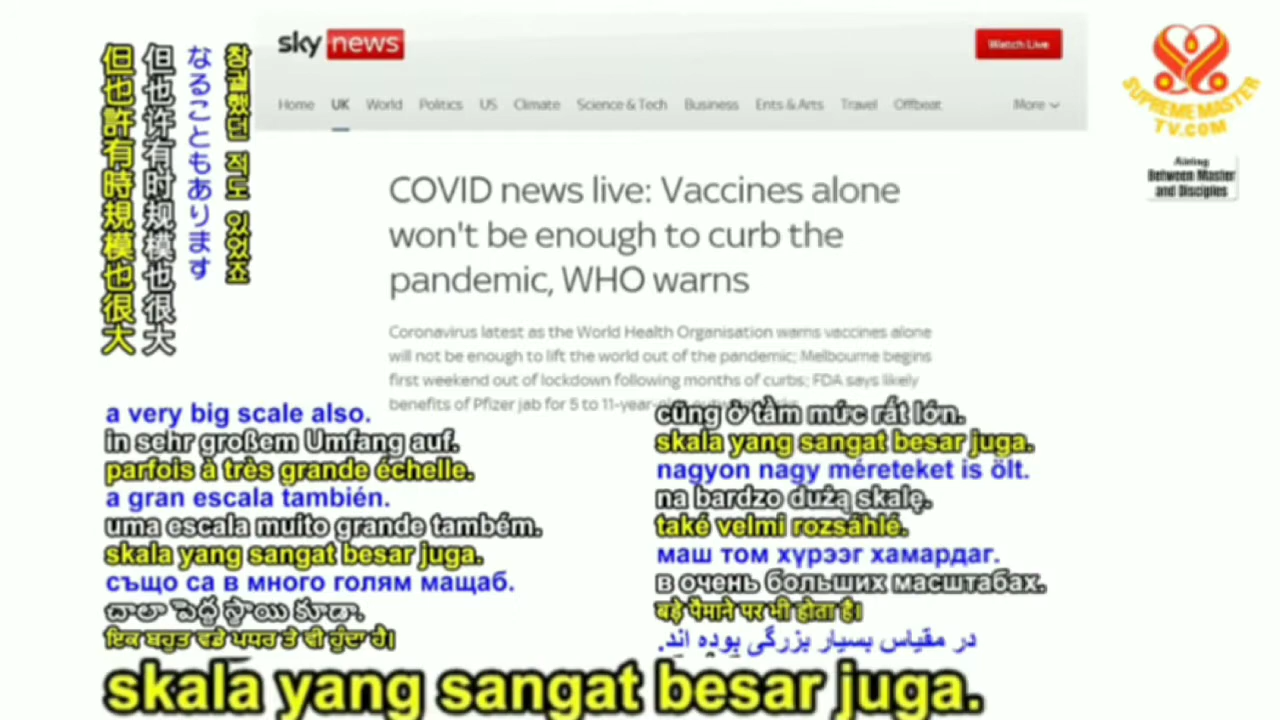 sky news
Watch Live
Home UK World Politics US Climate Science & Tech Business Ents & Arts Travel Offbeat More
SUPREME MASTER
TV.COM
Airing
Between Master
and Disciples
但也許有時規模也很大
但也许有时规模也很大
なることもあります
창궐했던 적도 있었죠
COVID news live: Vaccines alone
won't be enough to curb the
pandemic, WHO warns
Coronavirus latest as the World Health Organisation warns vaccines alone
will not be enough to lift the world out of the pandemic; Melbourne begins
first weekend out of lockdown following months of curbs; FDA says likely
benefits of Pfizer jab for 5 to 11-year-
a very big scale also.
in sehr großem Umfang auf.
parfois à très grande échelle.
a gran escala también.
uma escala muito grande também.
skala yang sangat besar juga.
също са в много голям мащаб.
చాలా పెద్ద స్థాయి కూడా.
ਇਕ ਬਹੁਤ ਵਡੇ ਪਧਰ ਤੇ ਵੀ ਹੁੰਦਾ ਹੈ।
cũng ở tầm mức rất lớn.
skala yang sangat besar juga.
nagyon nagy méreteket is ölt.
na bardzo dużą skalę.
také velmi rozsáhlé.
маш том хүрээг хамардаг.
в очень больших масштабах.
बड़े पैमाने पर भी होता है।
در مقیاس بسیار بزرگی بوده اند.
skala yang sangat besar juga.